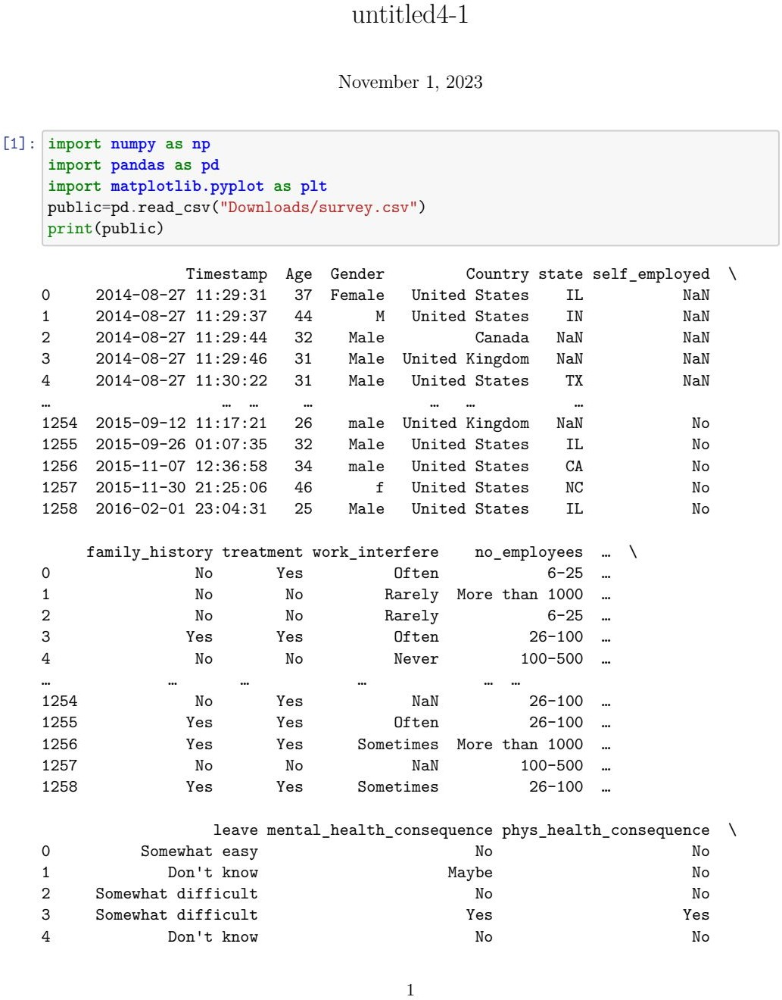 untitled4-1
November 1, 2023
[1]: import numpy as np
import pandas as pd
import matplotlib.pyplot as plt
public=pd.read_csv("Downloads/survey.csv")
print(public)
Timestamp Age Gender Country state self_employed \
0 2014-08-27 11:29:31 37 Female United States IL NaN
1 2014-08-27 11:29:37 44 M United States IN NaN
2 2014-08-27 11:29:44 32 Male Canada NaN NaN
3 2014-08-27 11:29:46 31 Male United Kingdom NaN NaN
4 2014-08-27 11:30:22 31 Male United States TX NaN
… … … … … … …
1254 2015-09-12 11:17:21 26 male United Kingdom NaN No
1255 2015-09-26 01:07:35 32 Male United States IL No
1256 2015-11-07 12:36:58 34 male United States CA No
1257 2015-11-30 21:25:06 46 f United States NC No
1258 2016-02-01 23:04:31 25 Male United States IL No
family_history treatment work_interfere no_employees … \
0 No Yes Often 6-25 …
1 No No Rarely More than 1000 …
2 No No Rarely 6-25 …
3 Yes Yes Often 26-100 …
4 No No Never 100-500 …
… … … … … …
1254 No Yes NaN 26-100 …
1255 Yes Yes Often 26-100 …
1256 Yes Yes Sometimes More than 1000 …
1257 No No NaN 100-500 …
1258 Yes Yes Sometimes 26-100 …
leave mental_health_consequence phys_health_consequence \
0 Somewhat easy No No
1 Don't know Maybe No
2 Somewhat difficult No No
3 Somewhat difficult Yes Yes
4 Don't know No No
1